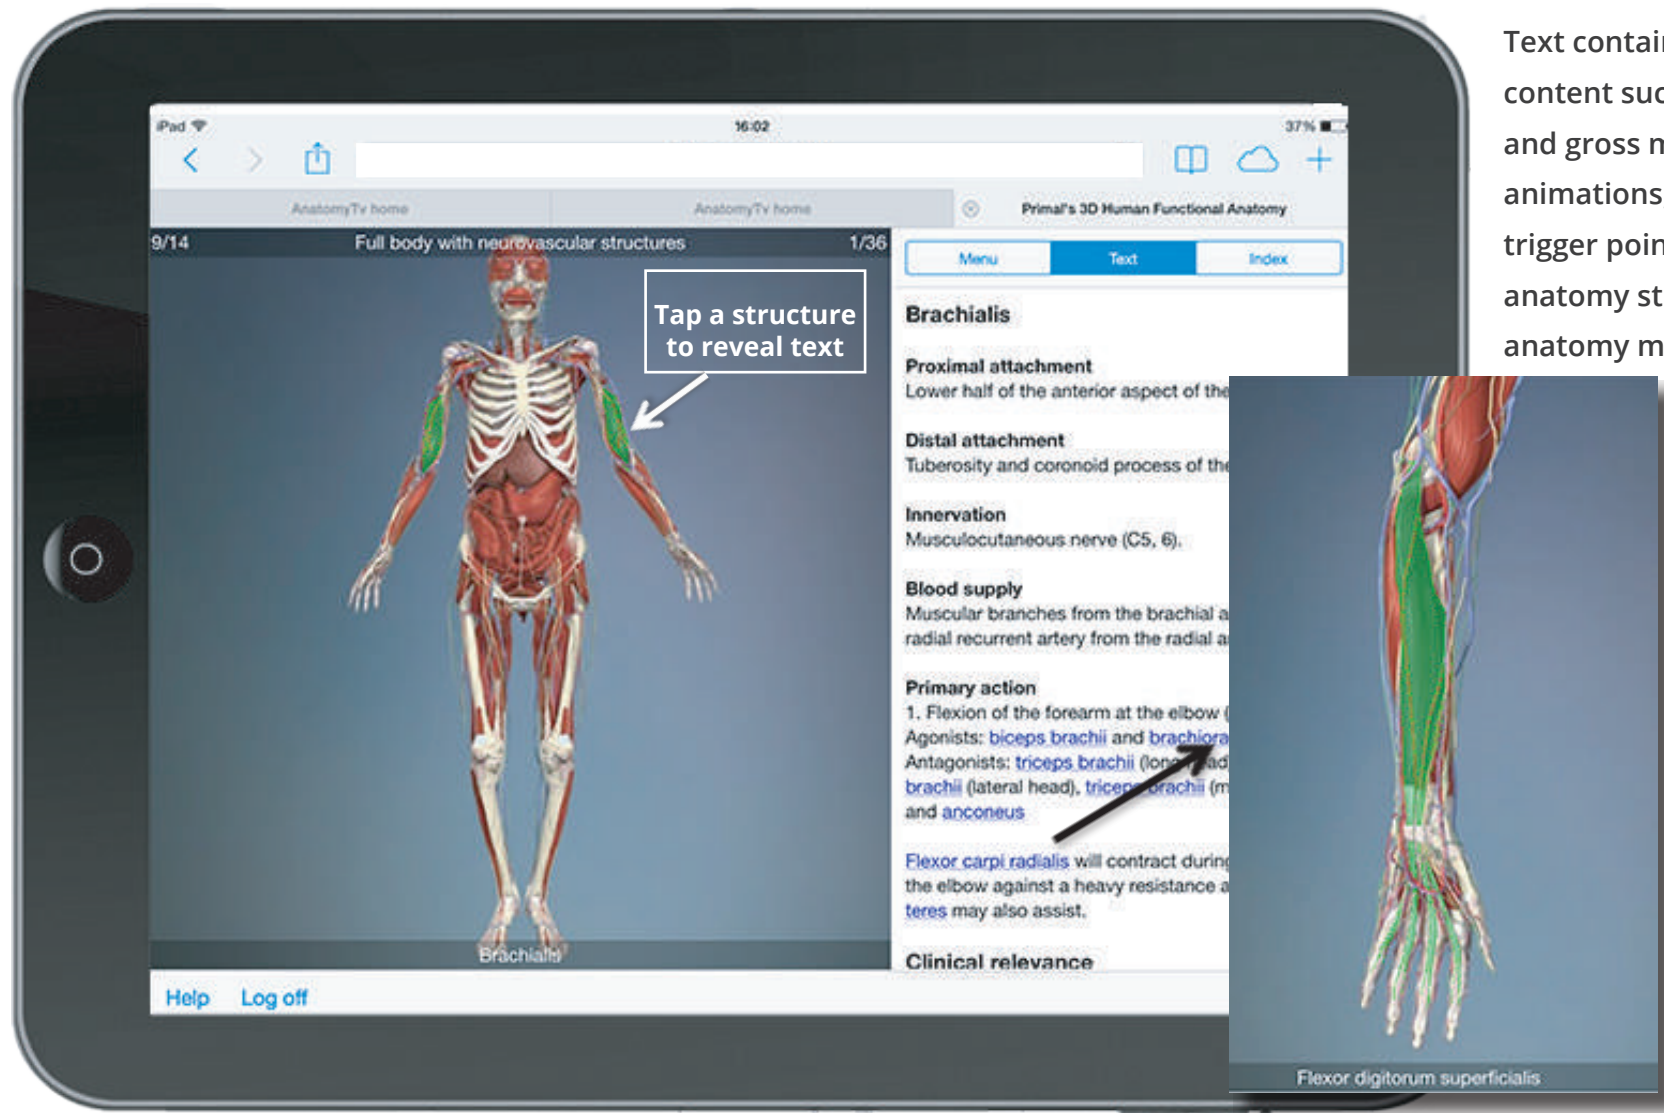 iPad
16:02
37%
AnatomyTv home
AnatomyTv home
Primal's 3D Human Functional Anatomy
9/14
Full body with neurovascular structures
1/36
Tap a structure
to reveal text
Brachialis
Help
Log off
Menu
Text
Index
Brachialis
Proximal attachment
Lower half of the anterior aspect of the
Distal attachment
Tuberosity and coronoid process of the
Innervation
Musculocutaneous nerve (C5, 6).
Blood supply
Muscular branches from the brachial a
radial recurrent artery from the radial a
Primary action
1. Flexion of the forearm at the elbow (
Agonists: biceps brachii and brachiora
Antagonists: triceps brachii (long head
brachii (lateral head), triceps brachii (m
and anconeus
Flexor carpi radialis will contract during
the elbow against a heavy resistance a
teres may also assist.
Clinical relevance
Text contai
content suc
and gross m
animations
trigger poin
anatomy st
anatomy m
Flexor digitorum superficialis